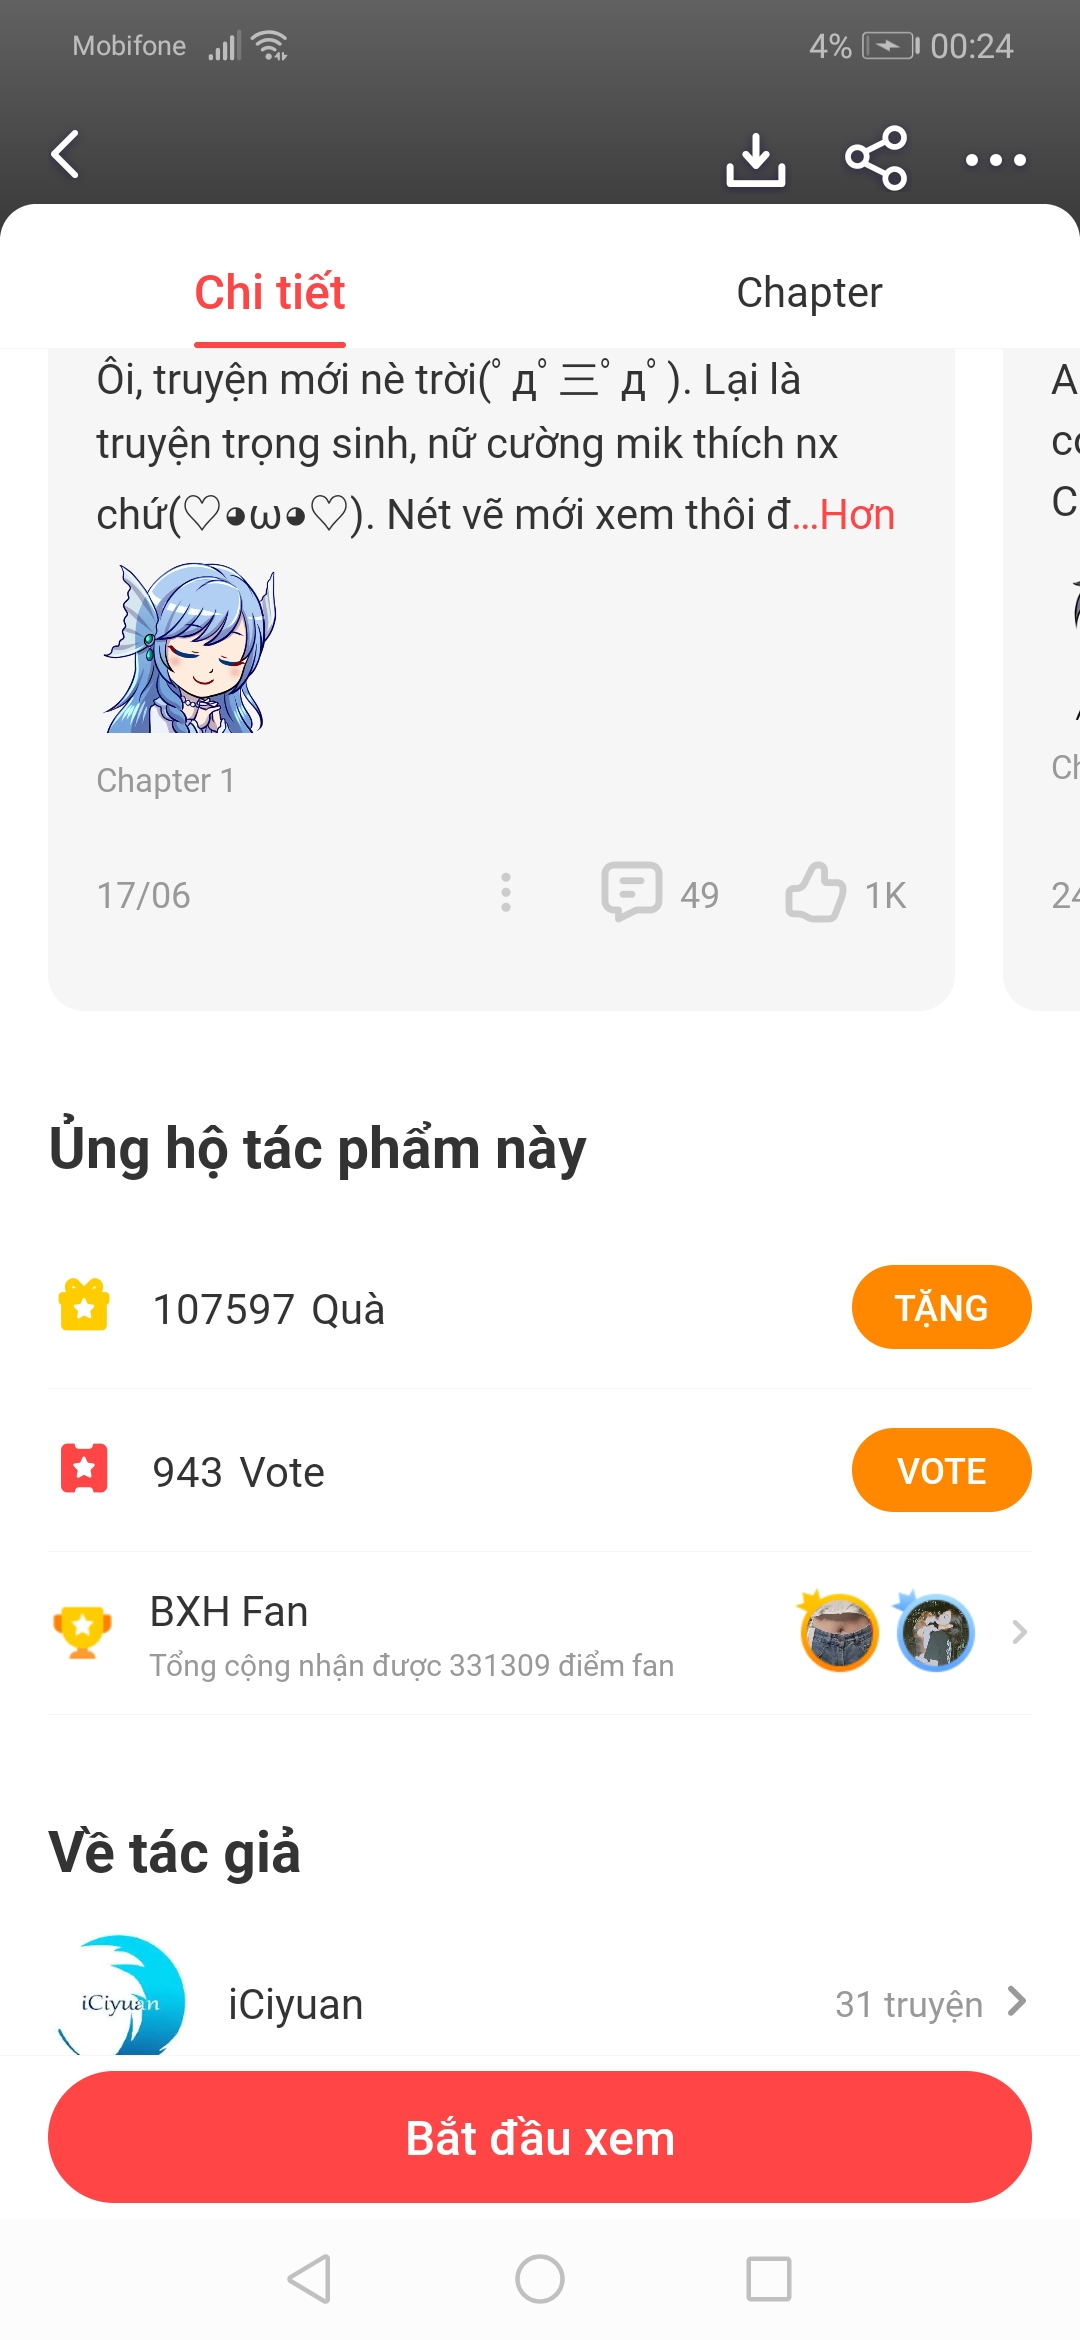 Mobifone 4% 00:24
Chi tiết Chapter
Ôi, truyện mới nè trời(ﾟдﾟ三ﾟдﾟ). Lại là
truyện trọng sinh, nữ cường mik thích nx
chứ(♡◕ω◕♡). Nét vẽ mới xem thôi đ...Hơn
Chapter 1
17/06 49 1K
A
C
24
Ủng hộ tác phẩm này
107597 Quà TẶNG
943 Vote VOTE
BXH Fan
Tổng cộng nhận được 331309 điểm fan
Về tác giả
iCiyuan
iCiyuan 31 truyện
Bắt đầu xem